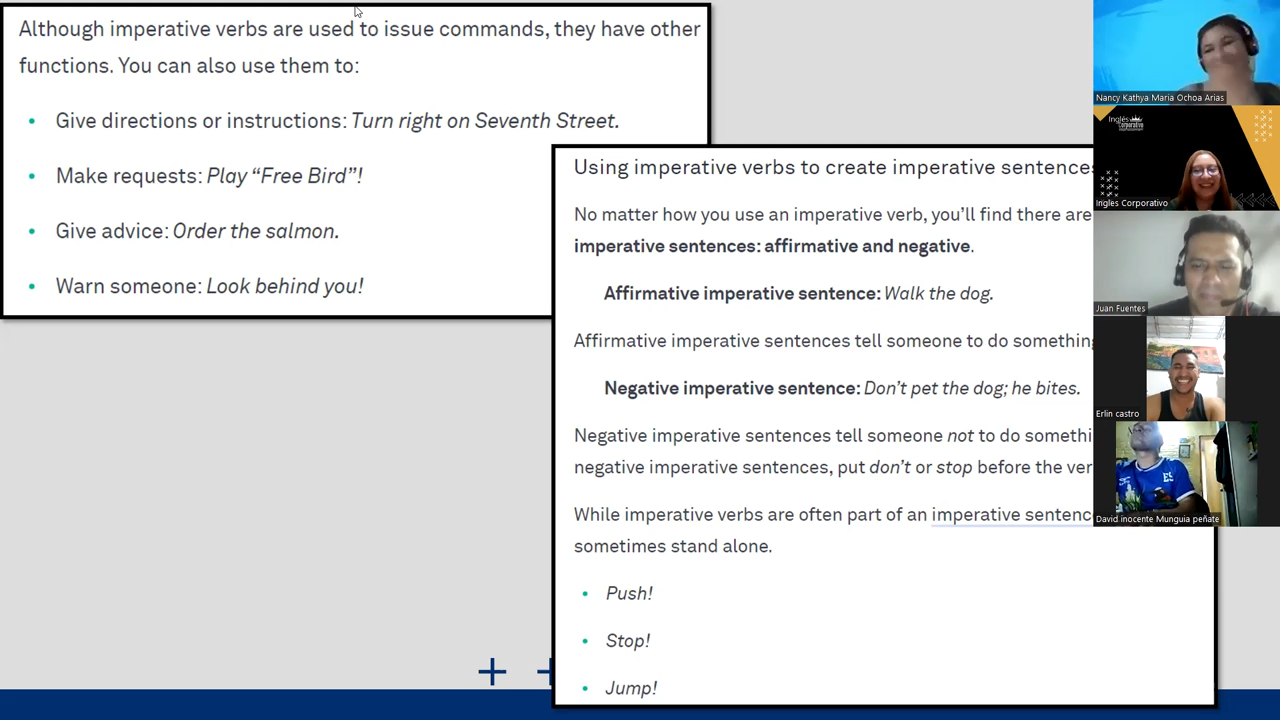 Although imperative verbs are used to issue commands, they have other
functions. You can also use them to:
• Give directions or instructions: Turn right on Seventh Street.
• Make requests: Play “Free Bird”!
• Give advice: Order the salmon.
• Warn someone: Look behind you!
Using imperative verbs to create imperative sentences
No matter how you use an imperative verb, you’ll find there are
imperative sentences: affirmative and negative.
Affirmative imperative sentence: Walk the dog.
Affirmative imperative sentences tell someone to do something
Negative imperative sentence: Don’t pet the dog; he bites.
Negative imperative sentences tell someone not to do somethi
negative imperative sentences, put don’t or stop before the ver
While imperative verbs are often part of an imperative sentenc
sometimes stand alone.
• Push!
• Stop!
• Jump!
Nancy Kathya Maria Ochoa Arias
Inglés
Corporativo
Ingles Corporativo
Juan Fuentes
Erlin castro
ES
David inocente Munguia peñate